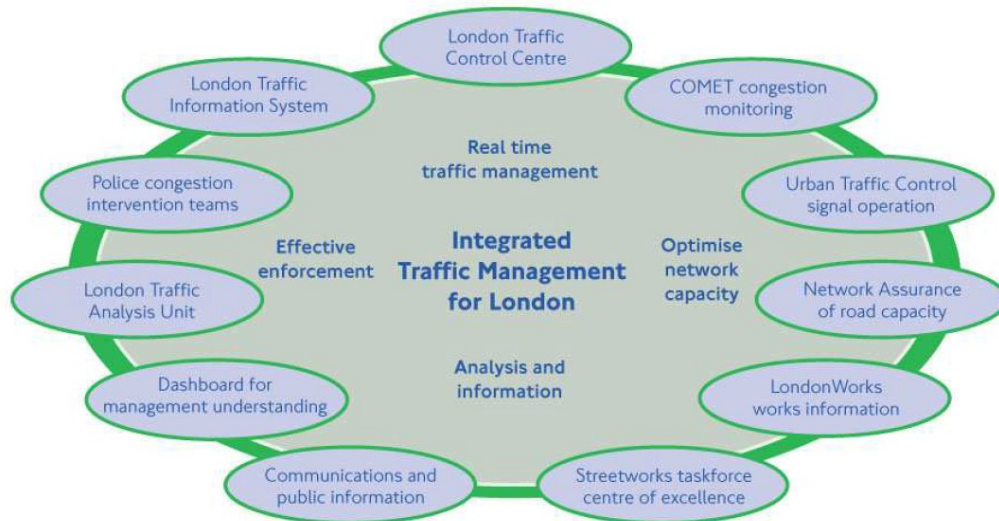 London Traffic
Control Centre
London Traffic
Information System
COMET congestion
monitoring
Real time
traffic management
Police congestion
intervention teams
Urban Traffic Control
signal operation
Effective
enforcement
Integrated
Traffic Management
for London
Optimise
network
capacity
London Traffic
Analysis Unit
Network Assurance
of road capacity
Analysis and
information
Dashboard for
management understanding
LondonWorks
works information
Communications and
public information
Streetworks taskforce
centre of excellence